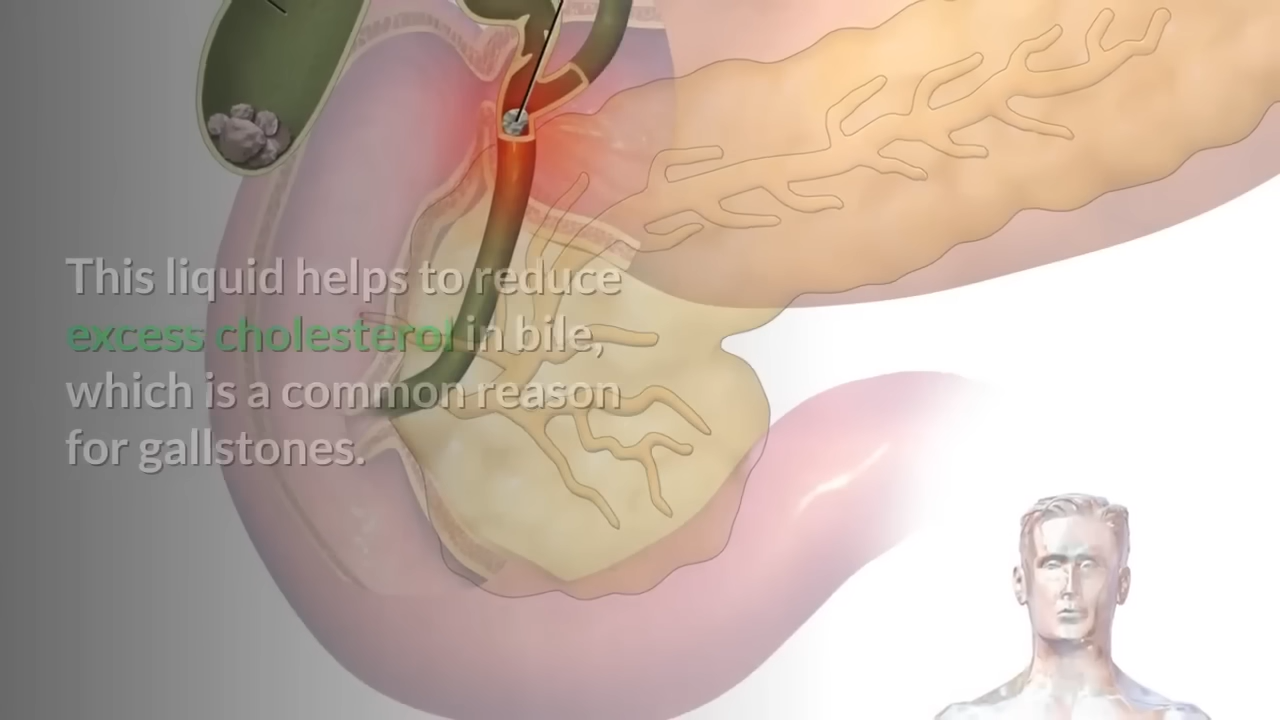 This liquid helps to reduce
excess cholesterol in bile,
which is a common reason
for gallstones.